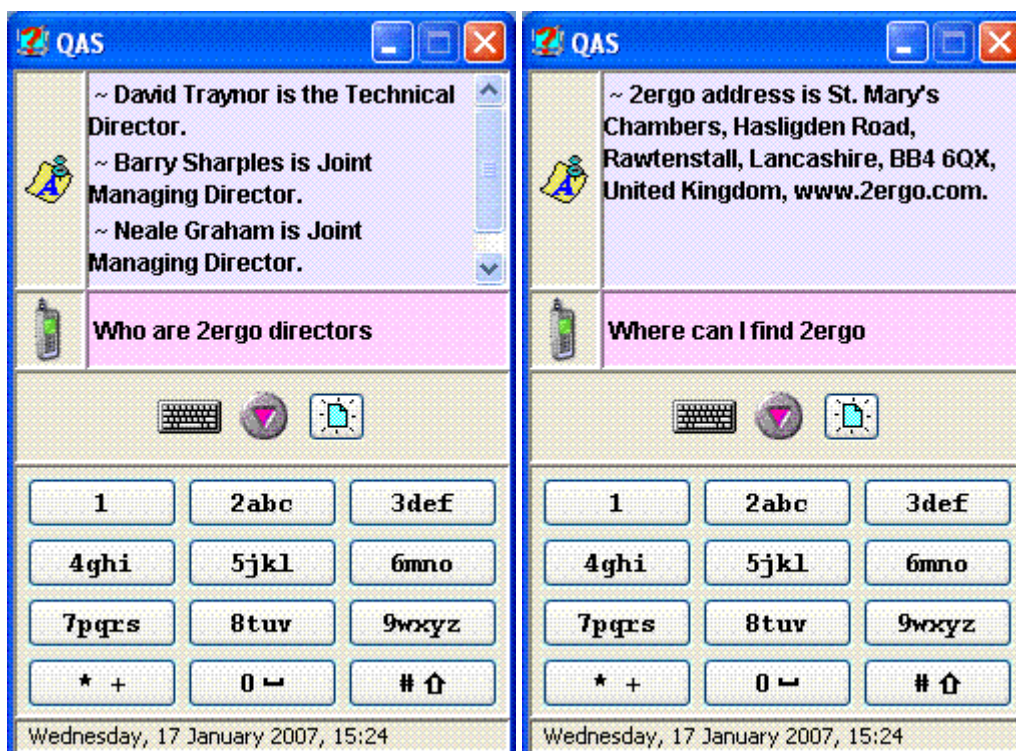 QAS
~ David Traynor is the Technical
Director.
~ Barry Sharples is Joint
Managing Director.
~ Neale Graham is Joint
Managing Director.
Who are 2ergo directors
1 2abc 3def
4ghi 5jkl 6mno
7pqrs 8tuv 9wxyz
* + 0 #
Wednesday, 17 January 2007, 15:24
QAS
~ 2ergo address is St. Mary's
Chambers, Hasligden Road,
Rawtenstall, Lancashire, BB4 6QX,
United Kingdom, www.2ergo.com.
Where can I find 2ergo
1 2abc 3def
4ghi 5jkl 6mno
7pqrs 8tuv 9wxyz
* + 0 #
Wednesday, 17 January 2007, 15:24